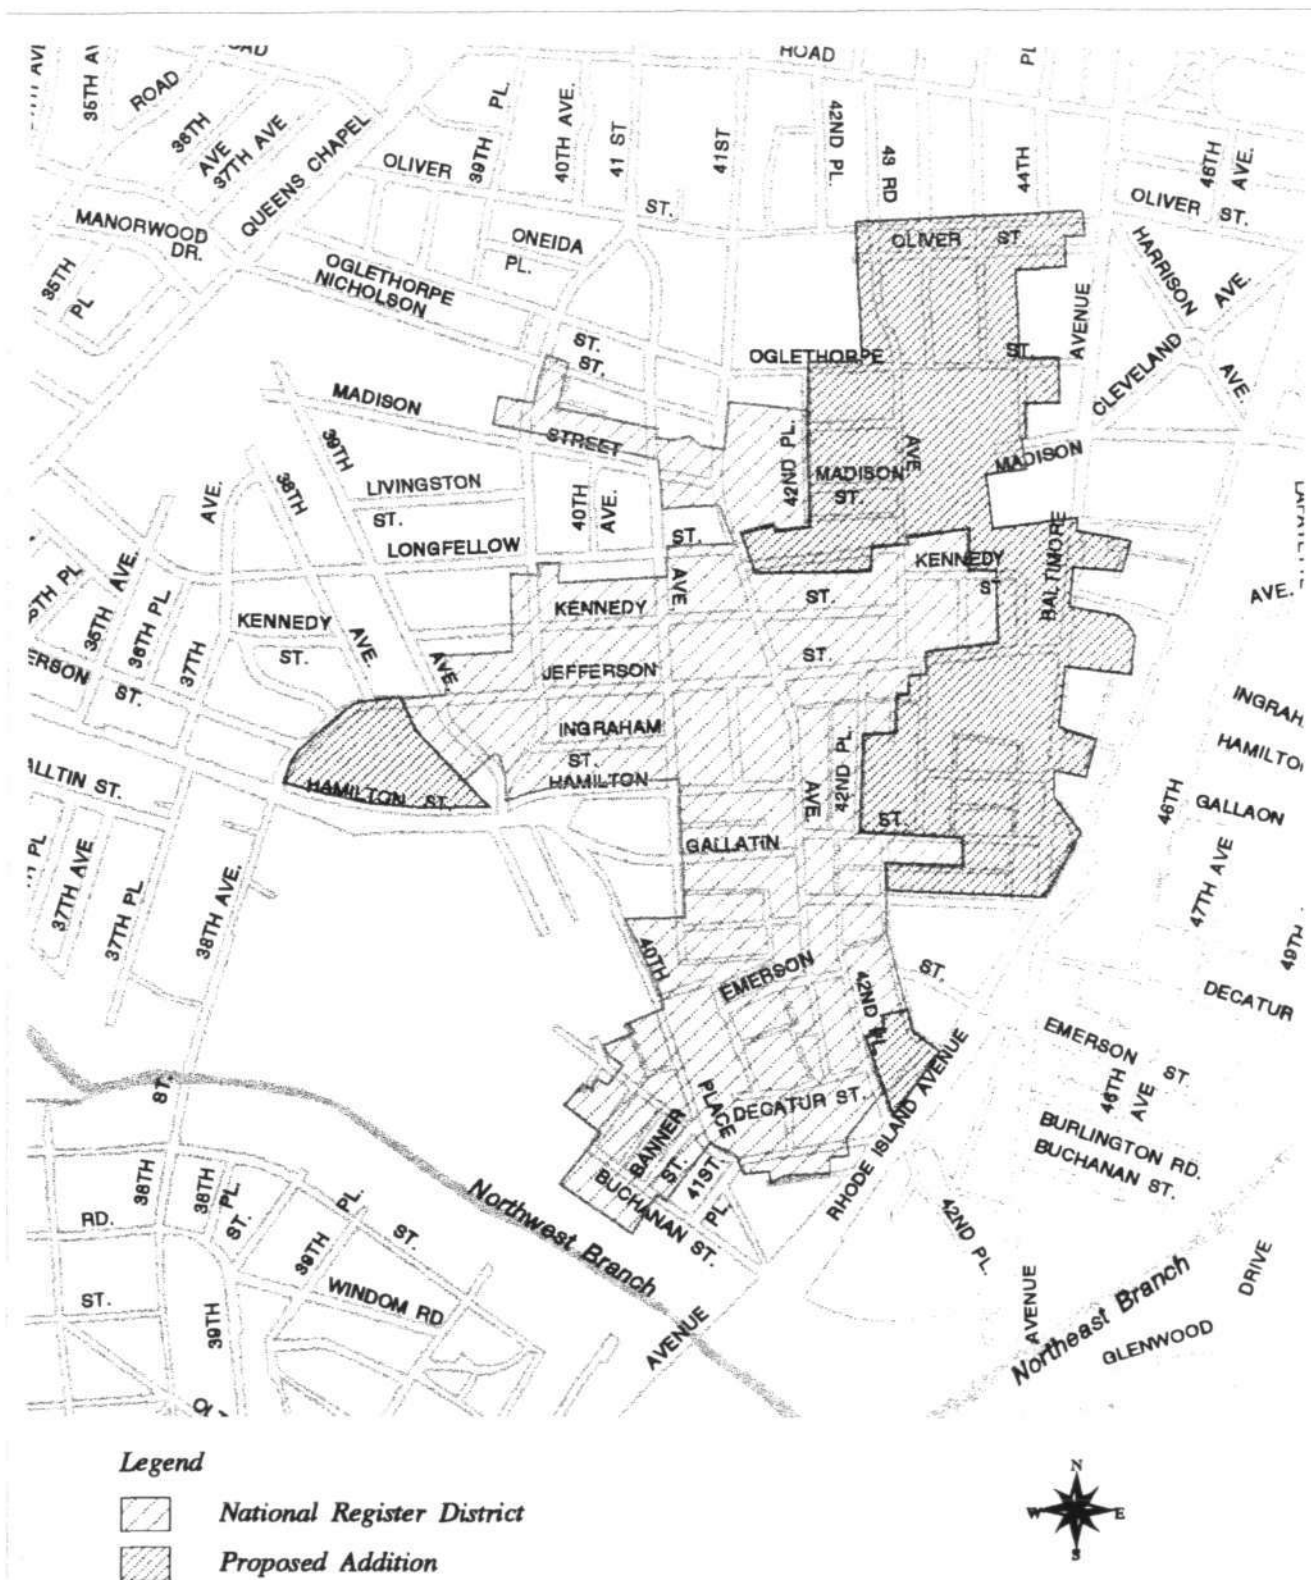 ROAD
35TH AVE
ROAD
36TH AVE
37TH AVE
QUEENS CHAPEL
PL.
39TH
40TH AVE.
41 ST
41ST
42ND PL.
43 RD
44TH
PL
46TH AVE.
OLIVER
ST.
OLIVER ST.
OLIVER ST.
MANORWOOD
DR.
35TH
PL
ONEIDA
PL.
OGLETHORPE
NICHOLSON
ST.
ST.
OGLETHORPE
ST.
AVENUE
HARRISON
AVE.
CLEVELAND
AVE.
MADISON
STREET
39TH
38TH
AVE.
LIVINGSTON
ST.
40TH
AVE.
42ND PL.
AVE.
MADISON
ST.
MADISON
LONGFELLOW
ST.
KENNEDY
ST
BALTIMORE
AVE.
35TH AVE.
36TH PL.
37TH
KENNEDY
ST.
AVE.
AVE.
KENNEDY
AVE.
ST.
ERSON
ST.
JEFFERSON
ST.
INGRAHAM
ST.
HAMILTON
HAMILTON ST.
42ND PL.
AVE
ST.
INGRAH
HAMILTO
46TH
GALLAON
ALLTIN ST.
PL
37TH AVE
37TH PL.
38TH AVE.
GALLATIN
47TH AVE
49TH
40TH
EMERSON
42ND PL.
ST.
DECATUR
EMERSON
ST.
46TH
AVE
BURLINGTON RD.
BUCHANAN ST.
PLACE
DECATUR ST.
RHODE ISLAND AVENUE
BANNER
ST.
BUCHANAN ST.
41ST
PL.
42ND PL.
ST.
38TH
38TH
PL.
ST.
RD.
39TH
PL.
ST.
WINDOM RD
ST.
39TH
Northwest Branch
AVENUE
AVENUE
Northeast Branch
GLENWOOD
DRIVE
Legend
National Register District
Proposed Addition
N
W
E
S